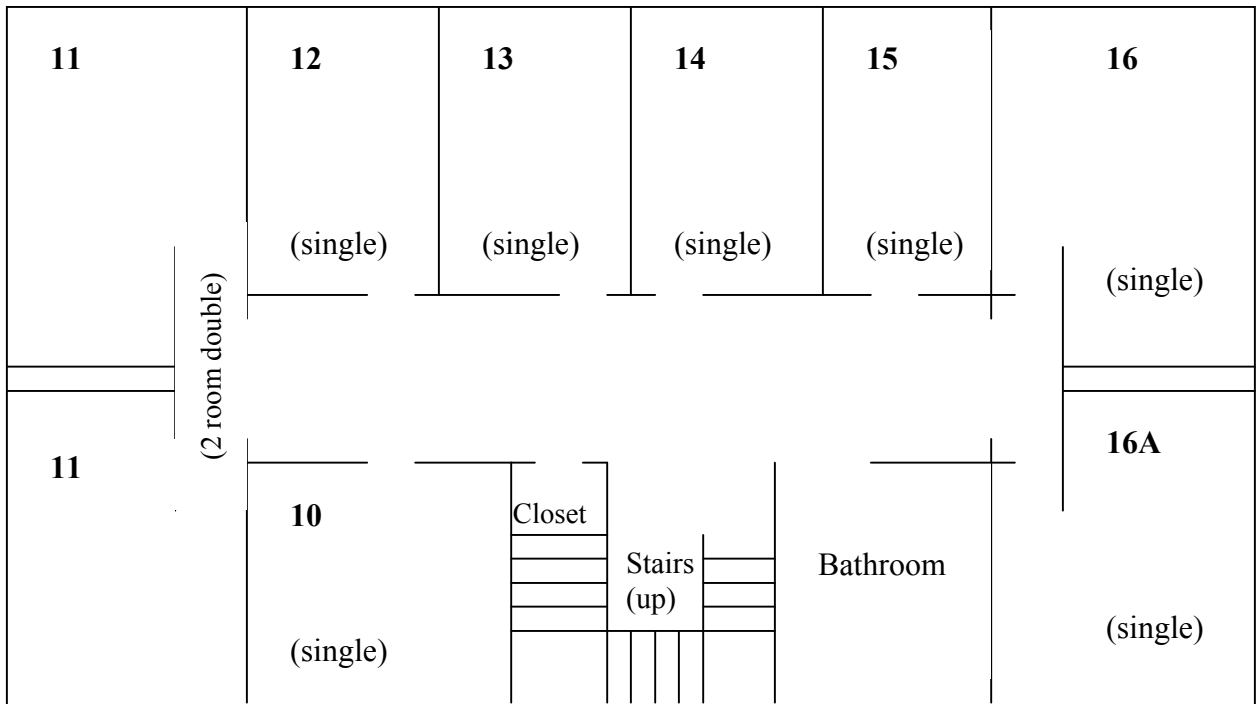 11
12
13
14
15
16
(single)
(single)
(single)
(single)
(single)
(2 room double)
11
16A
10
Closet
Stairs
(up)
Bathroom
(single)
(single)